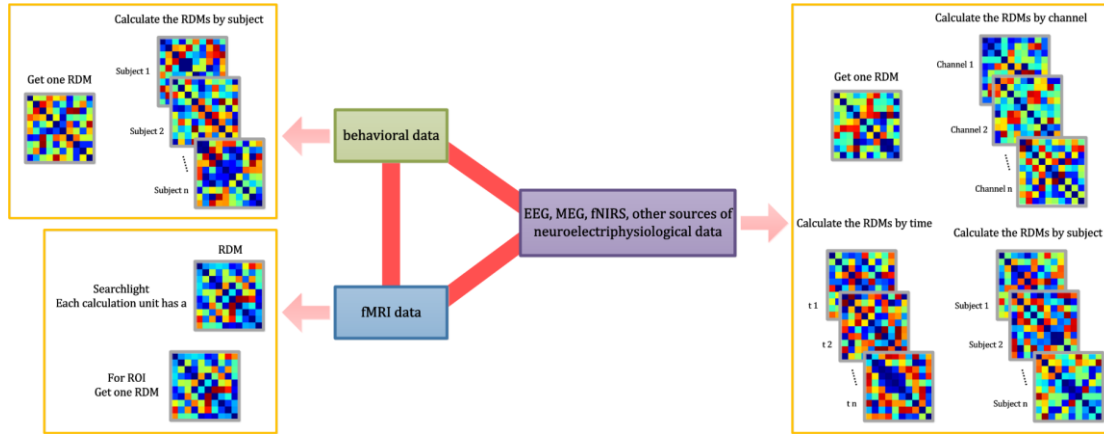 Calculate the RDMs by subject
Get one RDM
Subject 1
Subject 2
Subject n
behavioral data
RDM
Searchlight
Each calculation unit has a
For ROI
Get one RDM
fMRI data
EEG, MEG, fNIRS, other sources of
neuroelectriphysiological data
Calculate the RDMs by channel
Get one RDM
Channel 1
Channel 2
Channel n
Calculate the RDMs by time
t 1
t 2
t n
Calculate the RDMs by subject
Subject 1
Subject 2
Subject n